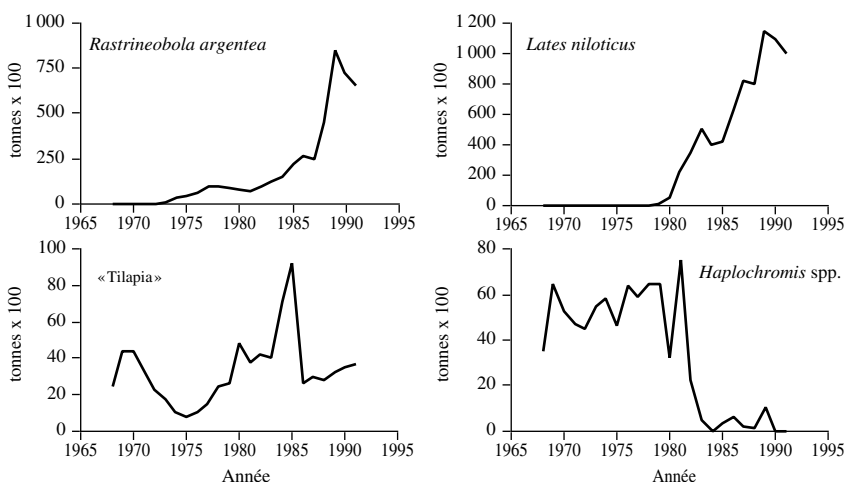 Rastrineobola argentea
tonnes x 100
1 000
750
500
250
0
1965 1970 1975 1980 1985 1990 1995
Lates niloticus
tonnes x 100
1 200
1 000
800
600
400
200
0
1965 1970 1975 1980 1985 1990 1995
«Tilapia»
tonnes x 100
100
80
60
40
20
0
1965 1970 1975 1980 1985 1990 1995
Année
Haplochromis spp.
tonnes x 100
80
60
40
20
0
1965 1970 1975 1980 1985 1990 1995
Année